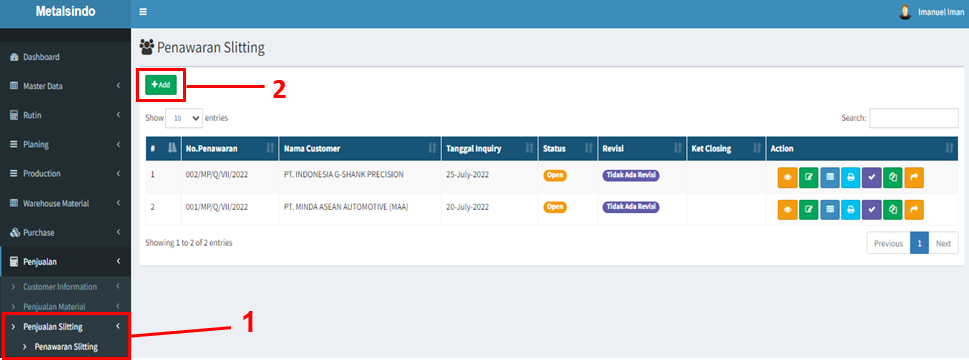 Metalsindo
Imanuel Iman
Dashboard
Master Data
Rutin
Planing
Production
Warehouse Material
Purchase
Penjualan
Customer Information
Penjualan Material
Penjualan Slitting
Penawaran Slitting
1
Penawaran Slitting
+Add
2
Show 10 entries
Search:
# No.Penawaran Nama Customer Tanggal Inquiry Status Revisi Ket Closing Action
1 002/MP/Q/VII/2022 PT. INDONESIA G-SHANK PRECISION 25-July-2022 Open Tidak Ada Revisi
2 001/MP/Q/VII/2022 PT. MINDA ASEAN AUTOMOTIVE (MAA) 20-July-2022 Open Tidak Ada Revisi
Showing 1 to 2 of 2 entries
Previous 1 Next